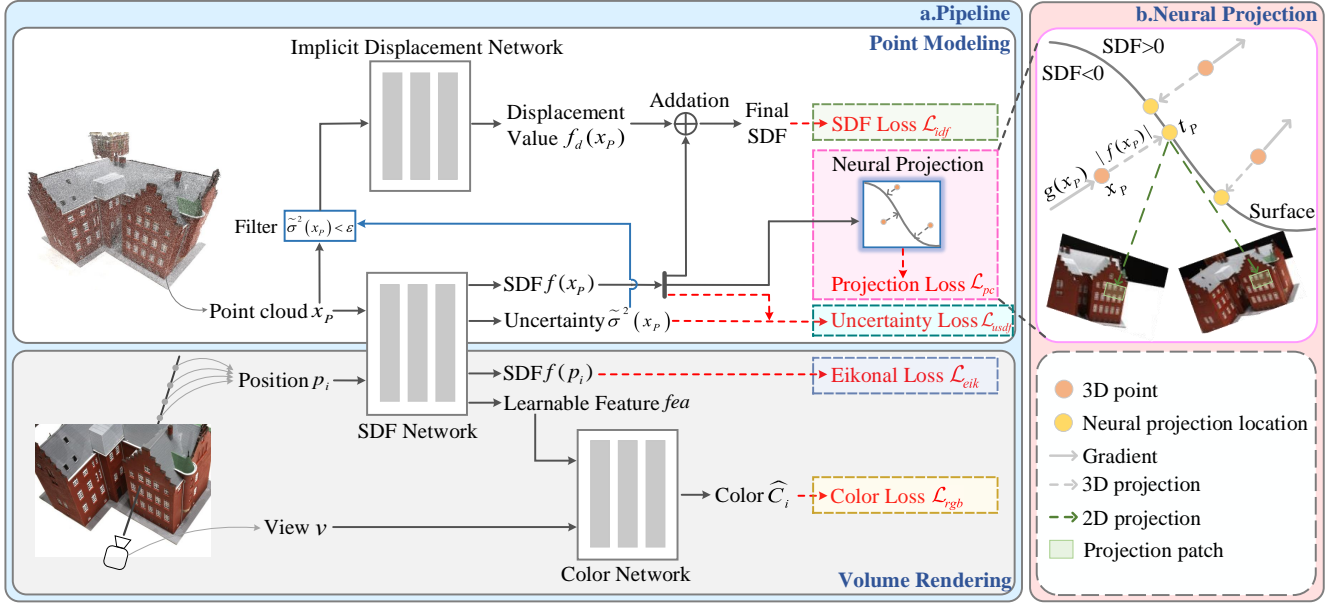 a.Pipeline
Point Modeling
Implicit Displacement Network
Displacement
Value f_d(x_P)
Addation
Final
SDF
SDF Loss ℒ_idf
Neural Projection
Filter
σ̃²(x_P) < ε
SDF f(x_P)
Projection Loss ℒ_pc
Point cloud x_P
Uncertainty σ̃²(x_P)
Uncertainty Loss ℒ_usdf
Position p_i
SDF f(p_i)
Eikonal Loss ℒ_eik
Learnable Feature fea
SDF Network
Color Ĉ_i
Color Loss ℒ_rgb
View v
Color Network
Volume Rendering
b.Neural Projection
SDF>0
SDF<0
t_P
|f(x_P)|
g(x_P)
x_P
Surface
3D point
Neural projection location
Gradient
3D projection
2D projection
Projection patch